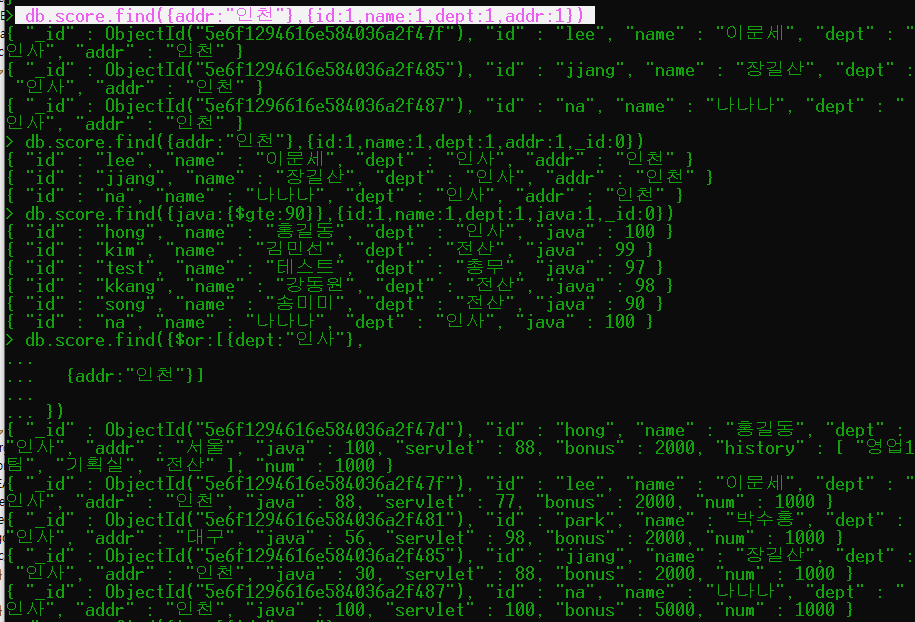 > db.score.find({addr:"인천"},{id:1,name:1,dept:1,addr:1})
{ "_id" : ObjectId("5e6f1294616e584036a2f47f"), "id" : "lee", "name" : "이문세", "dept" : "
인사", "addr" : "인천" }
{ "_id" : ObjectId("5e6f1294616e584036a2f485"), "id" : "jjang", "name" : "장길산", "dept" :
"인사", "addr" : "인천" }
{ "_id" : ObjectId("5e6f1296616e584036a2f487"), "id" : "na", "name" : "나나나", "dept" : "
인사", "addr" : "인천" }
> db.score.find({addr:"인천"},{id:1,name:1,dept:1,addr:1,_id:0})
{ "id" : "lee", "name" : "이문세", "dept" : "인사", "addr" : "인천" }
{ "id" : "jjang", "name" : "장길산", "dept" : "인사", "addr" : "인천" }
{ "id" : "na", "name" : "나나나", "dept" : "인사", "addr" : "인천" }
> db.score.find({java:{$gte:90}},{id:1,name:1,dept:1,java:1,_id:0})
{ "id" : "hong", "name" : "홍길동", "dept" : "인사", "java" : 100 }
{ "id" : "kim", "name" : "김민선", "dept" : "전산", "java" : 99 }
{ "id" : "test", "name" : "테스트", "dept" : "총무", "java" : 97 }
{ "id" : "kkang", "name" : "강동원", "dept" : "전산", "java" : 98 }
{ "id" : "song", "name" : "송미미", "dept" : "전산", "java" : 90 }
{ "id" : "na", "name" : "나나나", "dept" : "인사", "java" : 100 }
> db.score.find({$or:[{dept:"인사"},
...
... {addr:"인천"}]
...
... })
{ "_id" : ObjectId("5e6f1294616e584036a2f47d"), "id" : "hong", "name" : "홍길동", "dept" :
"인사", "addr" : "서울", "java" : 100, "servlet" : 88, "bonus" : 2000, "history" : [ "영업1
팀", "기획실", "전산" ], "num" : 1000 }
{ "_id" : ObjectId("5e6f1294616e584036a2f47f"), "id" : "lee", "name" : "이문세", "dept" : "
인사", "addr" : "인천", "java" : 88, "servlet" : 77, "bonus" : 2000, "num" : 1000 }
{ "_id" : ObjectId("5e6f1294616e584036a2f481"), "id" : "park", "name" : "박수홍", "dept" :
"인사", "addr" : "대구", "java" : 56, "servlet" : 98, "bonus" : 2000, "num" : 1000 }
{ "_id" : ObjectId("5e6f1294616e584036a2f485"), "id" : "jjang", "name" : "장길산", "dept" :
"인사", "addr" : "인천", "java" : 30, "servlet" : 88, "bonus" : 2000, "num" : 1000 }
{ "_id" : ObjectId("5e6f1296616e584036a2f487"), "id" : "na", "name" : "나나나", "dept" : "
인사", "addr" : "인천", "java" : 100, "servlet" : 100, "bonus" : 5000, "num" : 1000 }